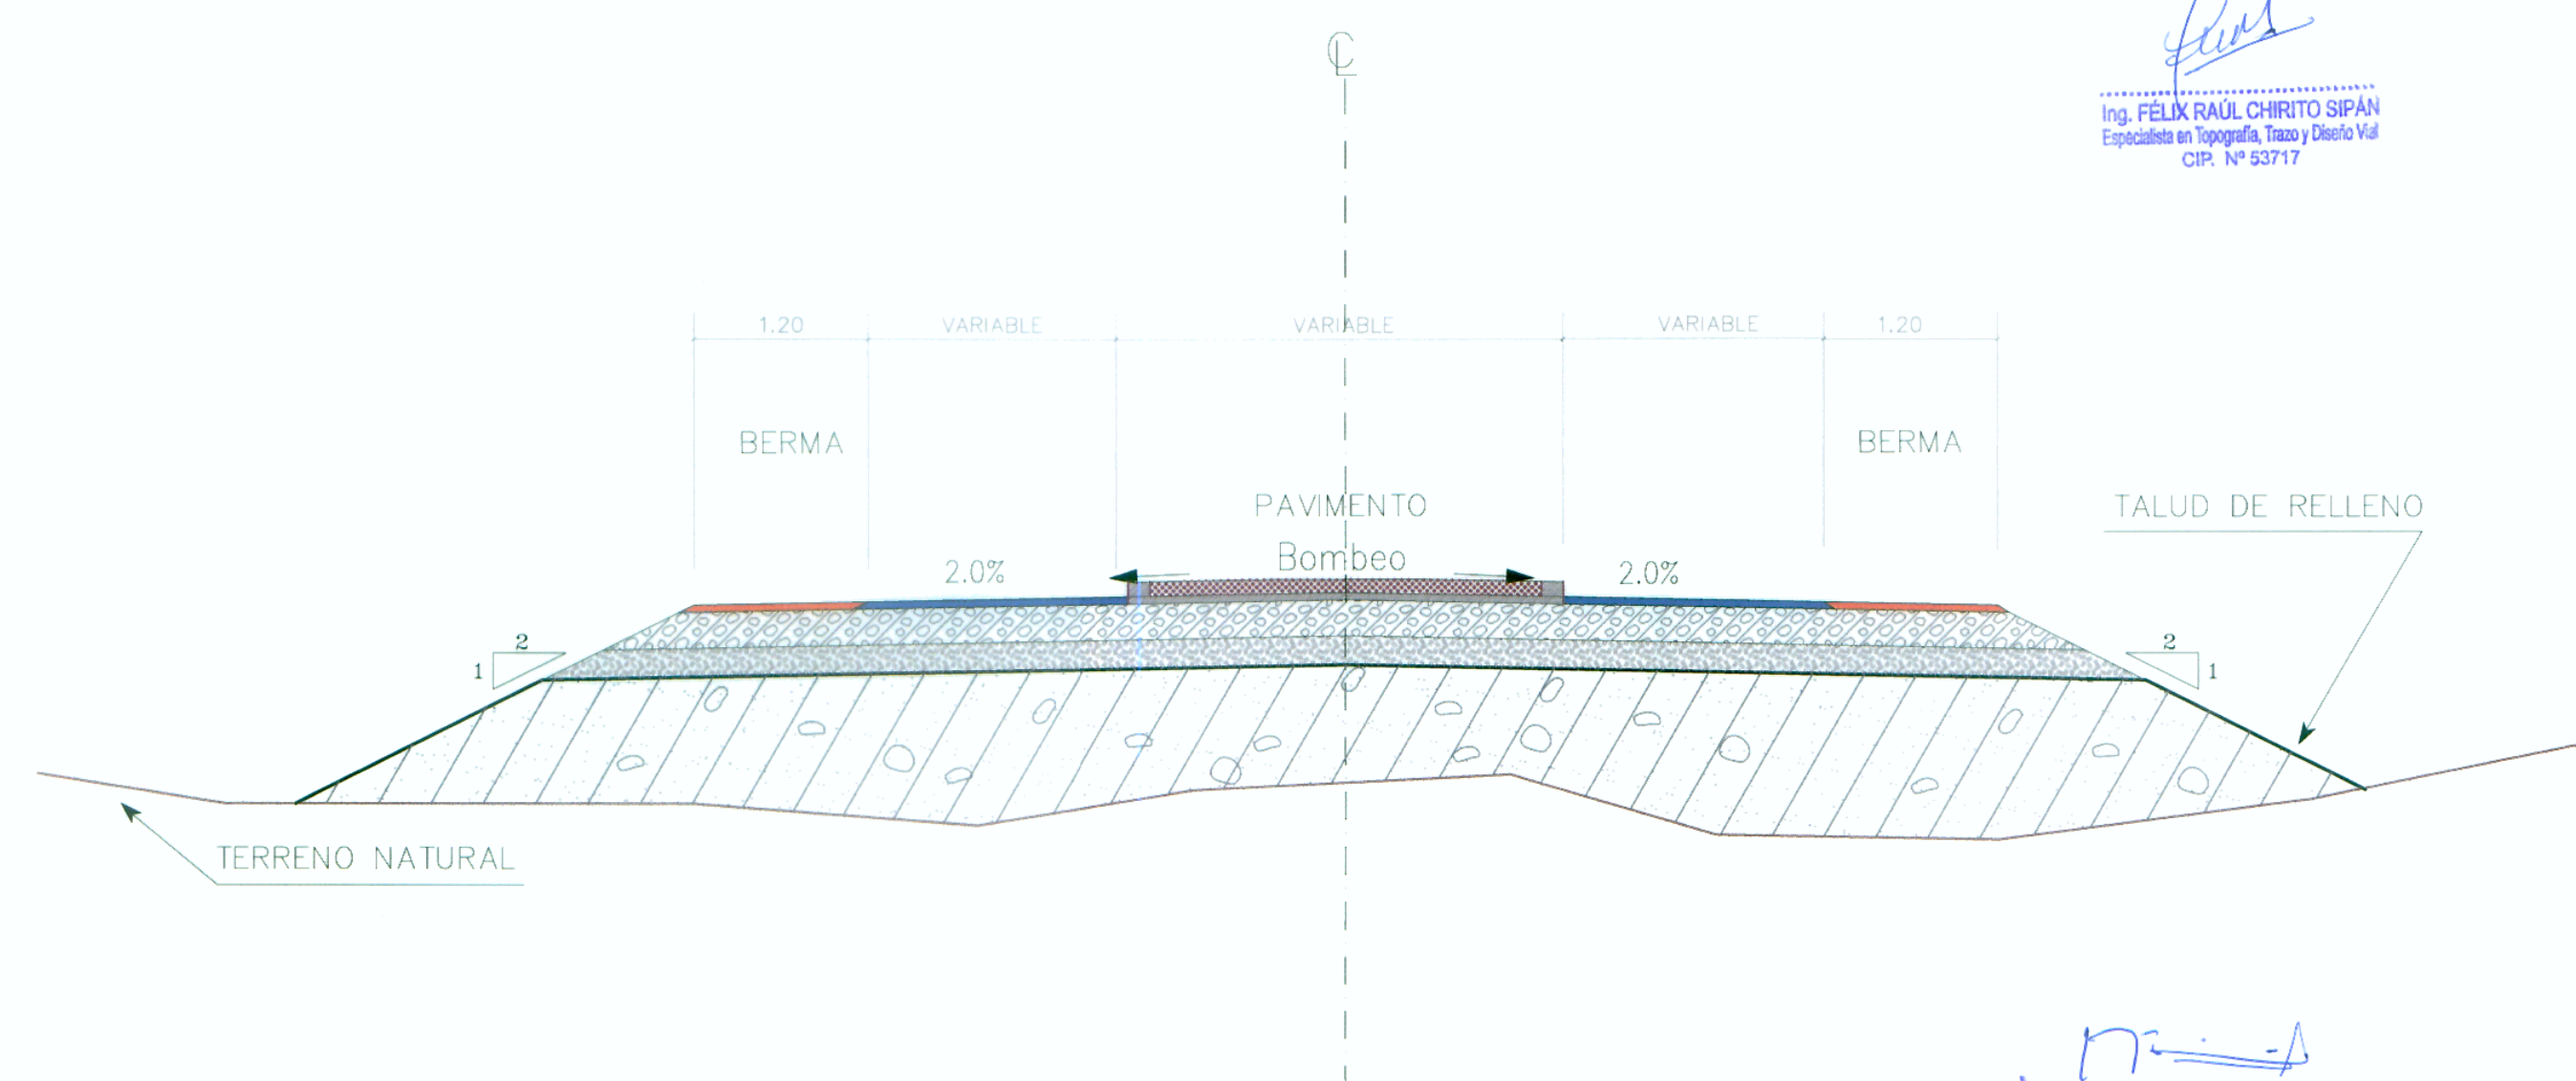 CL
Ing. FÉLIX RAÚL CHIRITO SIPÁN
Especialista en Topografía, Trazo y Diseño Vial
CIP. Nº 53717
1.20
VARIABLE
VARIABLE
VARIABLE
1.20
BERMA
BERMA
PAVIMENTO
TALUD DE RELLENO
Bombeo
2.0%
2.0%
2
1
2
1
TERRENO NATURAL